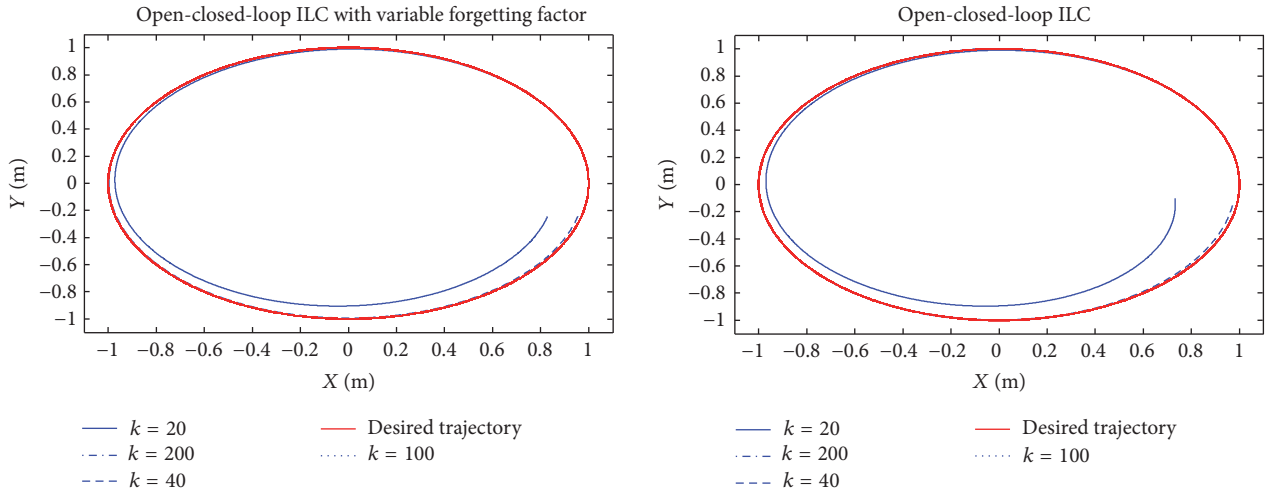 Open-closed-loop ILC with variable forgetting factor
1
0.8
0.6
0.4
0.2
0
−0.2
−0.4
−0.6
−0.8
−1
Y (m)
−1 −0.8 −0.6 −0.4 −0.2 0 0.2 0.4 0.6 0.8 1
X (m)
k = 20
k = 200
k = 40
Desired trajectory
k = 100
Open-closed-loop ILC
1
0.8
0.6
0.4
0.2
0
−0.2
−0.4
−0.6
−0.8
−1
Y (m)
−1 −0.8 −0.6 −0.4 −0.2 0 0.2 0.4 0.6 0.8 1
X (m)
k = 20
k = 200
k = 40
Desired trajectory
k = 100